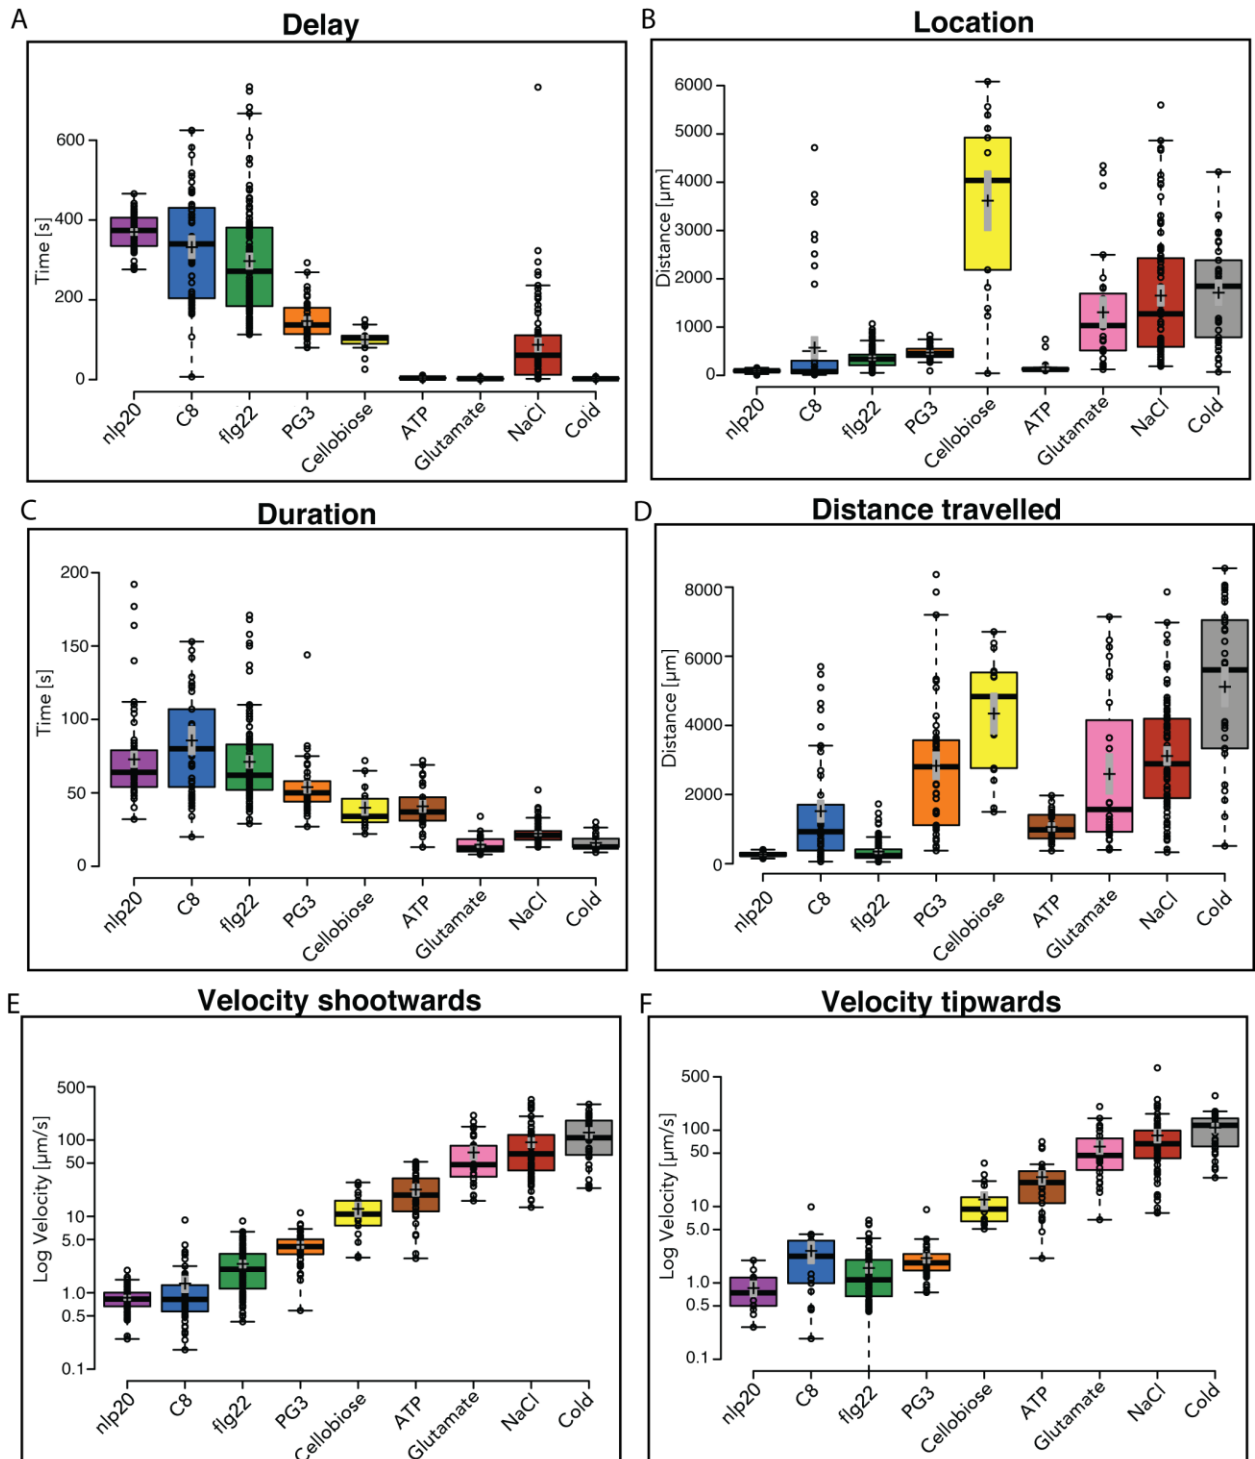 A
Delay
Time [s]
600
400
200
0
nlp20
C8
flg22
PG3
Cellobiose
ATP
Glutamate
NaCl
Cold
B
Location
Distance [µm]
6000
5000
4000
3000
2000
1000
0
nlp20
C8
flg22
PG3
Cellobiose
ATP
Glutamate
NaCl
Cold
C
Duration
Time [s]
200
150
100
50
0
nlp20
C8
flg22
PG3
Cellobiose
ATP
Glutamate
NaCl
Cold
D
Distance travelled
Distance [µm]
8000
6000
4000
2000
0
nlp20
C8
flg22
PG3
Cellobiose
ATP
Glutamate
NaCl
Cold
E
Velocity shootwards
Log Velocity [µm/s]
500
100
50
10
5.0
1.0
0.5
0.1
nlp20
C8
flg22
PG3
Cellobiose
ATP
Glutamate
NaCl
Cold
F
Velocity tipwards
Log Velocity [µm/s]
500
100
50
10
5.0
1.0
0.5
0.1
nlp20
C8
flg22
PG3
Cellobiose
ATP
Glutamate
NaCl
Cold